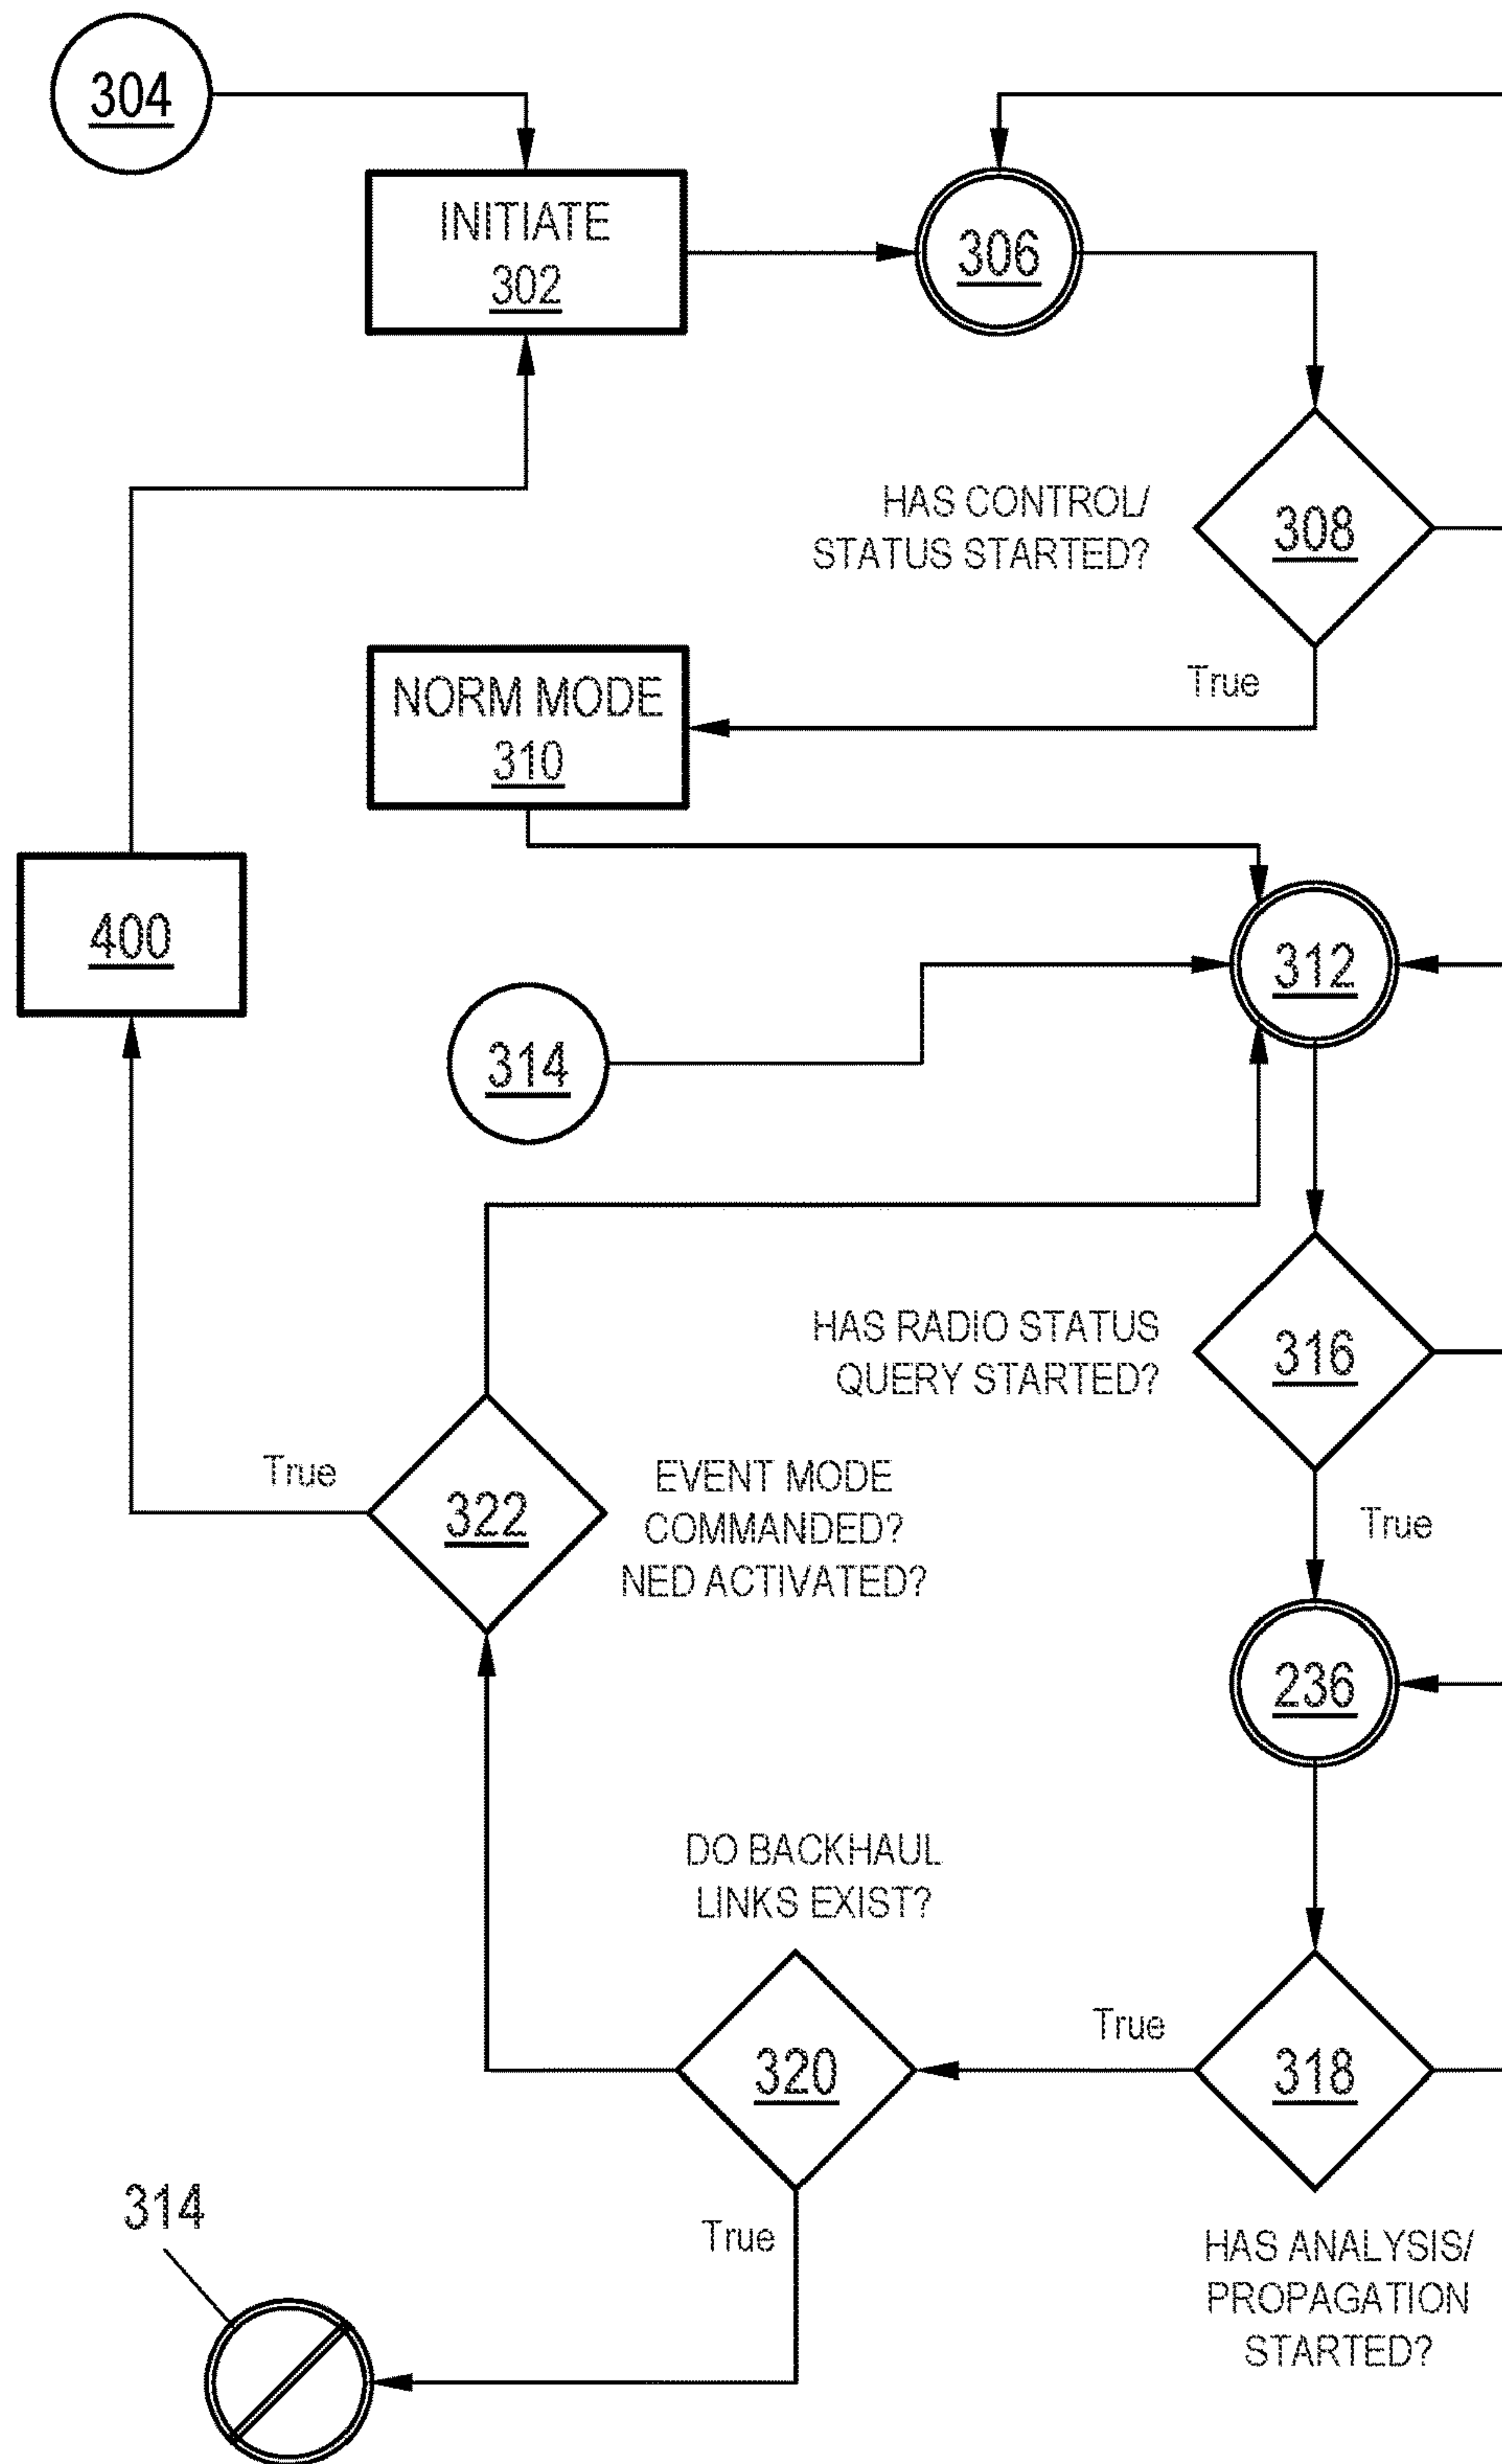 304
INITIATE
302
306
HAS CONTROL/
STATUS STARTED?
308
True
NORM MODE
310
400
312
314
HAS RADIO STATUS
QUERY STARTED?
316
True
322
EVENT MODE
COMMANDED?
NED ACTIVATED?
True
236
DO BACKHAUL
LINKS EXIST?
True
320
318
True
314
HAS ANALYSIS/
PROPAGATION
STARTED?